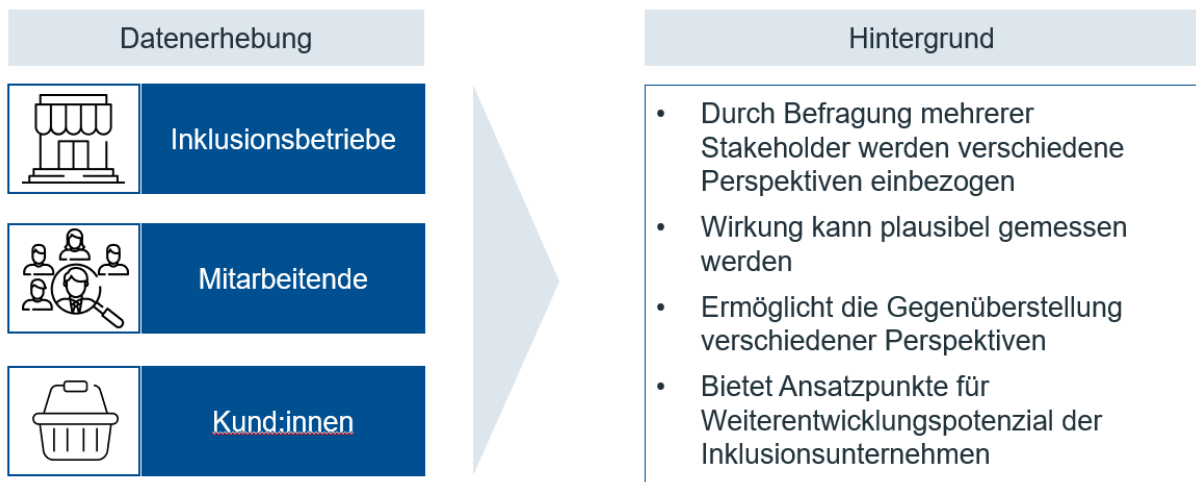 Datenerhebung
Inklusionsbetriebe
Mitarbeitende
Kund:innen
Hintergrund
• Durch Befragung mehrerer
Stakeholder werden verschiedene
Perspektiven einbezogen
• Wirkung kann plausibel gemessen
werden
• Ermöglicht die Gegenüberstellung
verschiedener Perspektiven
• Bietet Ansatzpunkte für
Weiterentwicklungspotenzial der
Inklusionsunternehmen